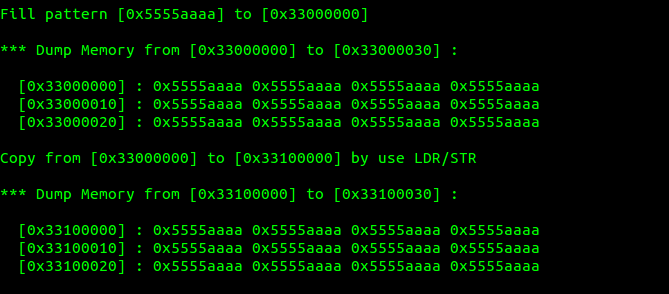 Fill pattern [0x5555aaaa] to [0x33000000]
*** Dump Memory from [0x33000000] to [0x33000030] :
[0x33000000] : 0x5555aaaa 0x5555aaaa 0x5555aaaa 0x5555aaaa
[0x33000010] : 0x5555aaaa 0x5555aaaa 0x5555aaaa 0x5555aaaa
[0x33000020] : 0x5555aaaa 0x5555aaaa 0x5555aaaa 0x5555aaaa
Copy from [0x33000000] to [0x33100000] by use LDR/STR
*** Dump Memory from [0x33100000] to [0x33100030] :
[0x33100000] : 0x5555aaaa 0x5555aaaa 0x5555aaaa 0x5555aaaa
[0x33100010] : 0x5555aaaa 0x5555aaaa 0x5555aaaa 0x5555aaaa
[0x33100020] : 0x5555aaaa 0x5555aaaa 0x5555aaaa 0x5555aaaa